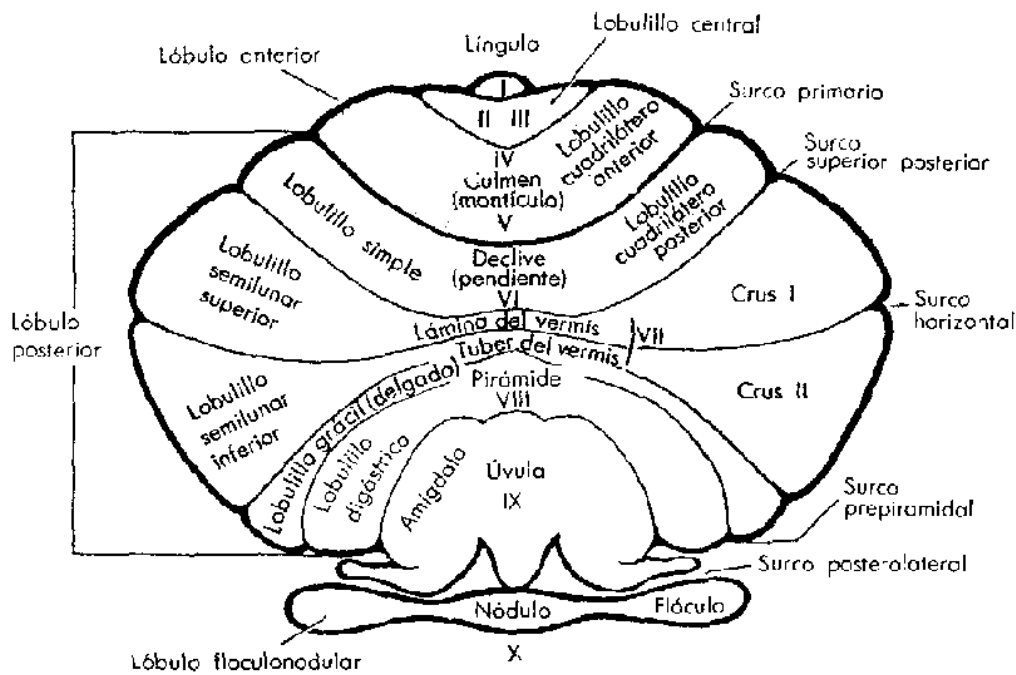 Lobulillo central
Língula
Lóbulo anterior
I
Surco primario
II III
Lobulillo
cuadrilátero
anterior
IV
Culmen
(montículo)
V
Surco
superior posterior
Lobulillo simple
Lobulillo
cuadrilátero
posterior
Declive
(pendiente)
VI
Lobulillo
semilunar
superior
Crus I
Surco
horizontal
Lámina del vermis
VII
Tuber del vermis
Lóbulo
posterior
Pirámide
VIII
Crus II
Lobulillo
semilunar
inferior
Lobulillo grácil (delgado)
Lobulillo
digástrico
Amígdala
Úvula
IX
Surco
prepiramidal
Surco posterolateral
Nódulo
Flóculo
X
Lóbulo floculonodular